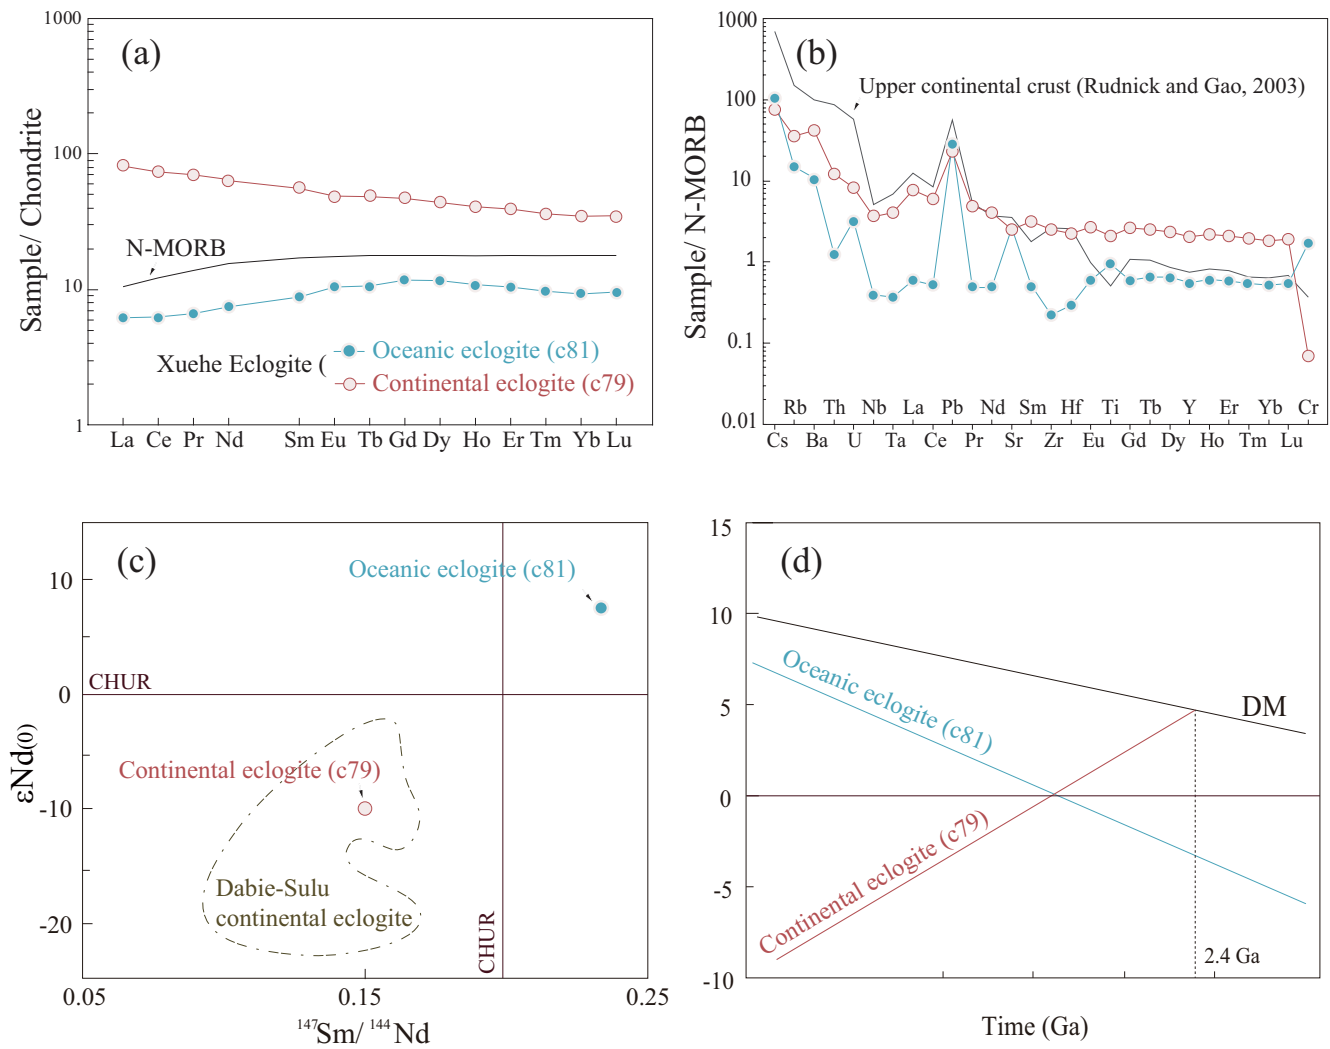 (a)
1000
100
10
1
Sample/ Chondrite
N-MORB
Xuehe Eclogite (
Oceanic eclogite (c81)
Continental eclogite (c79)
La Ce Pr Nd Sm Eu Tb Gd Dy Ho Er Tm Yb Lu
(b)
1000
100
10
1
0.1
0.01
Sample/ N-MORB
Upper continental crust (Rudnick and Gao, 2003)
Rb Th Nb La Pb Nd Sm Hf Ti Tb Y Er Yb Cr
Cs Ba U Ta Ce Pr Sr Zr Eu Gd Dy Ho Tm Lu
(c)
10
0
-10
-20
εNd(0)
Oceanic eclogite (c81)
CHUR
Continental eclogite (c79)
Dabie-Sulu
continental eclogite
CHUR
0.05 0.15 0.25
147Sm/ 144Nd
(d)
15
10
5
0
-5
-10
Oceanic eclogite (c81)
DM
Continental eclogite (c79)
2.4 Ga
Time (Ga)